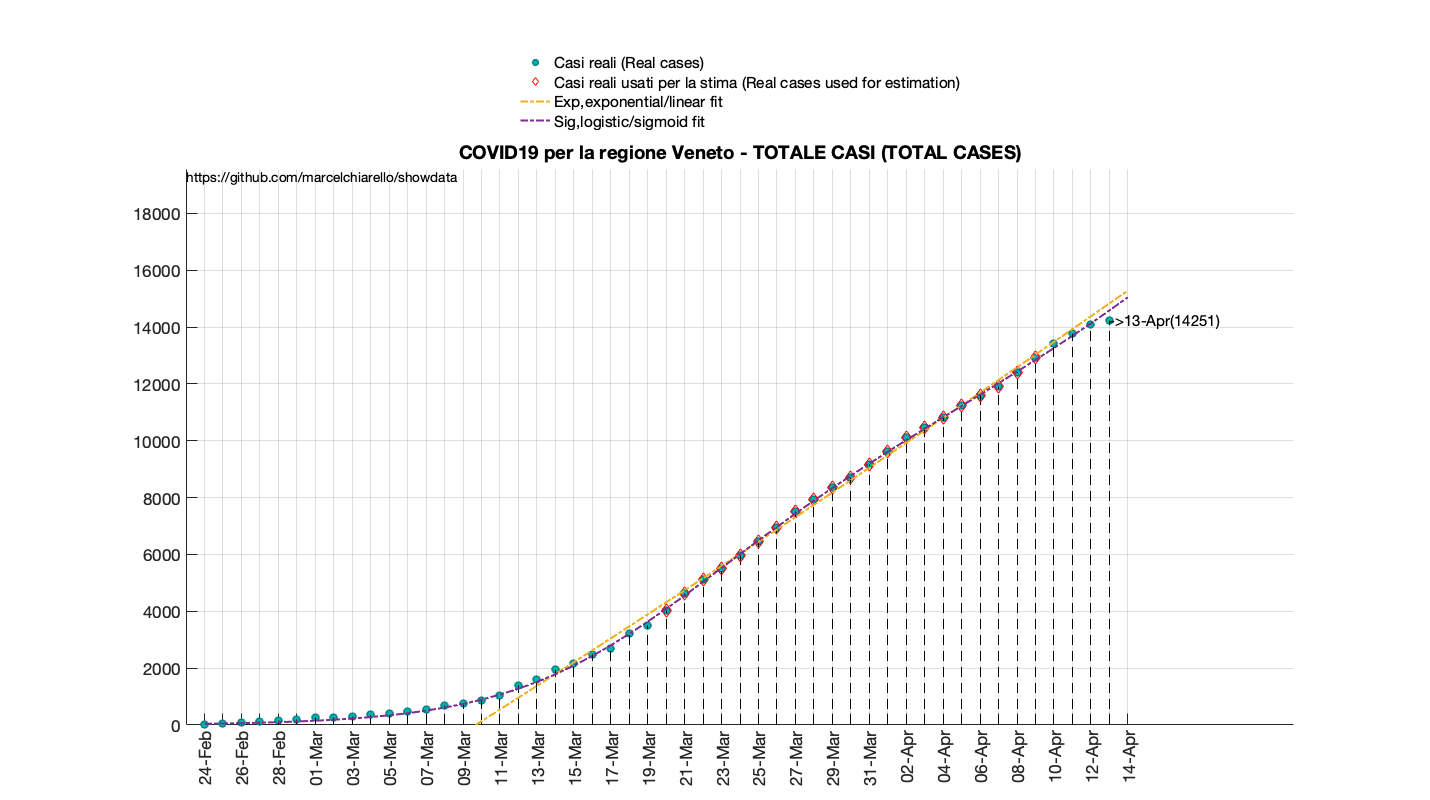 Casi reali (Real cases)
Casi reali usati per la stima (Real cases used for estimation)
Exp,exponential/linear fit
Sig,logistic/sigmoid fit
COVID19 per la regione Veneto - TOTALE CASI (TOTAL CASES)
https://github.com/marcelchiarello/showdata
18000
16000
14000
>13-Apr(14251)
12000
10000
8000
6000
4000
2000
0
24-Feb
26-Feb
28-Feb
01-Mar
03-Mar
05-Mar
07-Mar
09-Mar
11-Mar
13-Mar
15-Mar
17-Mar
19-Mar
21-Mar
23-Mar
25-Mar
27-Mar
29-Mar
31-Mar
02-Apr
04-Apr
06-Apr
08-Apr
10-Apr
12-Apr
14-Apr